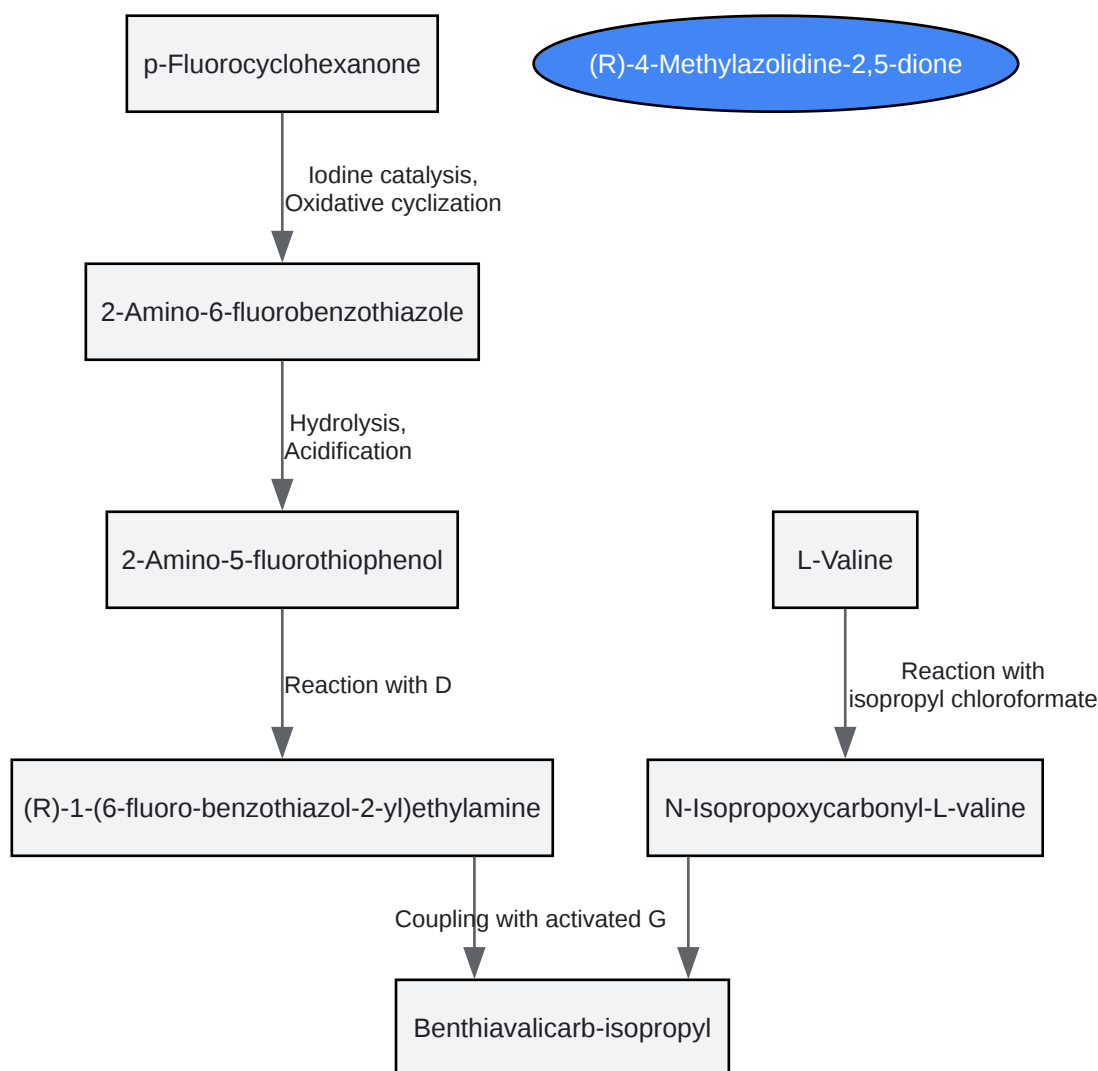 p-Fluorocyclohexanone
(R)-4-Methylazolidine-2,5-dione
Iodine catalysis,
Oxidative cyclization
2-Amino-6-fluorobenzothiazole
Hydrolysis,
Acidification
2-Amino-5-fluorothiophenol
L-Valine
Reaction with D
Reaction with
isopropyl chloroformate
(R)-1-(6-fluoro-benzothiazol-2-yl)ethylamine
N-Isopropoxycarbonyl-L-valine
Coupling with activated G
Benthiavalicarb-isopropyl